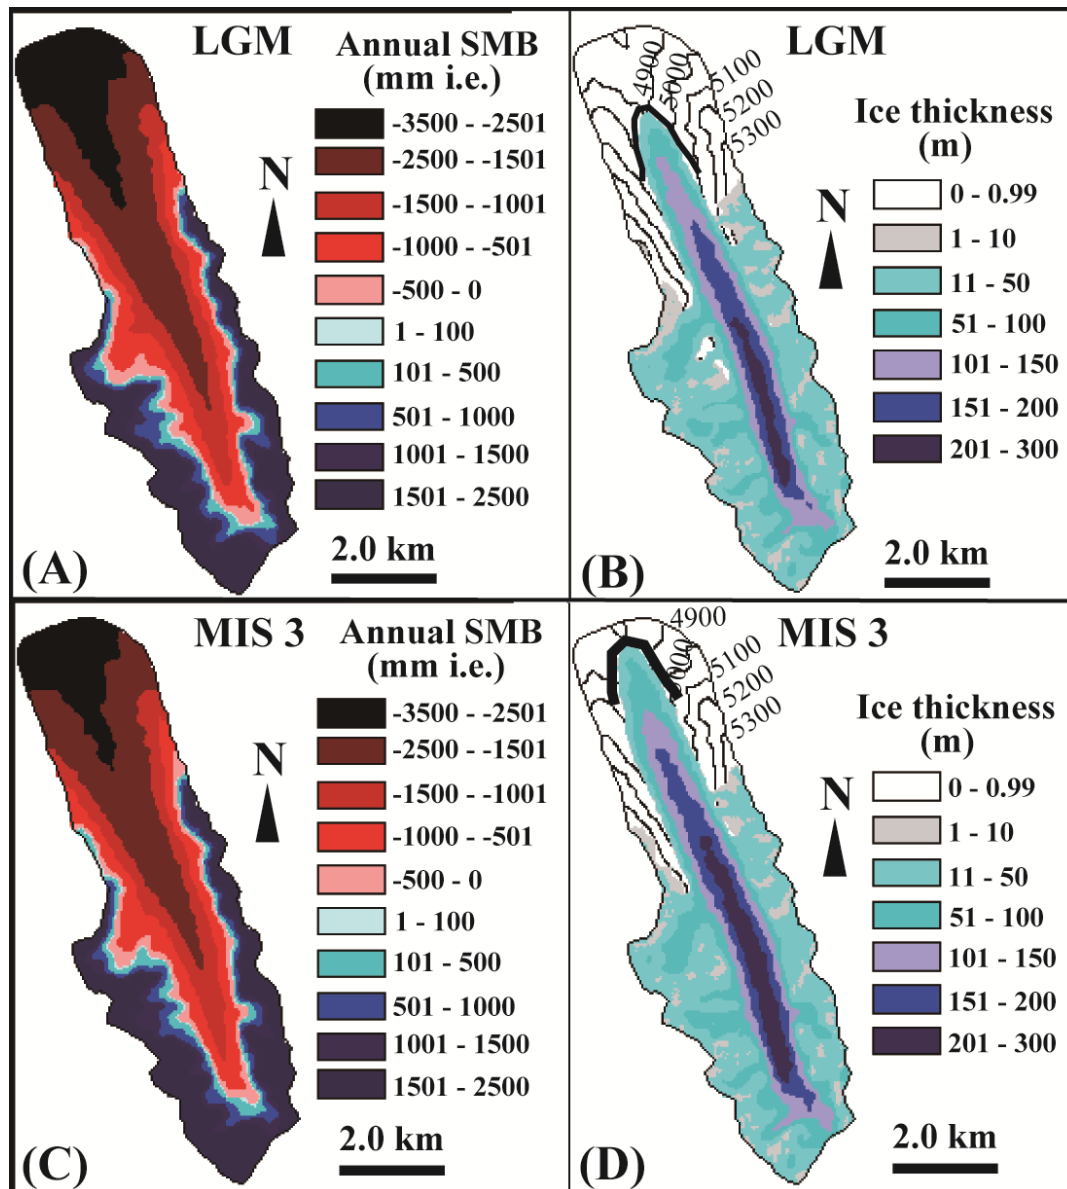 LGM
Annual SMB
(mm i.e.)
-3500 - -2501
-2500 - -1501
-1500 - -1001
-1000 - -501
-500 - 0
1 - 100
101 - 500
501 - 1000
1001 - 1500
1501 - 2500
N
2.0 km
(A)
LGM
4900
5000
5100
5200
5300
Ice thickness
(m)
0 - 0.99
1 - 10
11 - 50
51 - 100
101 - 150
151 - 200
201 - 300
N
2.0 km
(B)
MIS 3
Annual SMB
(mm i.e.)
-3500 - -2501
-2500 - -1501
-1500 - -1001
-1000 - -501
-500 - 0
1 - 100
101 - 500
501 - 1000
1001 - 1500
1501 - 2500
N
2.0 km
(C)
MIS 3
4900
5100
5200
5300
Ice thickness
(m)
0 - 0.99
1 - 10
11 - 50
51 - 100
101 - 150
151 - 200
201 - 300
N
2.0 km
(D)